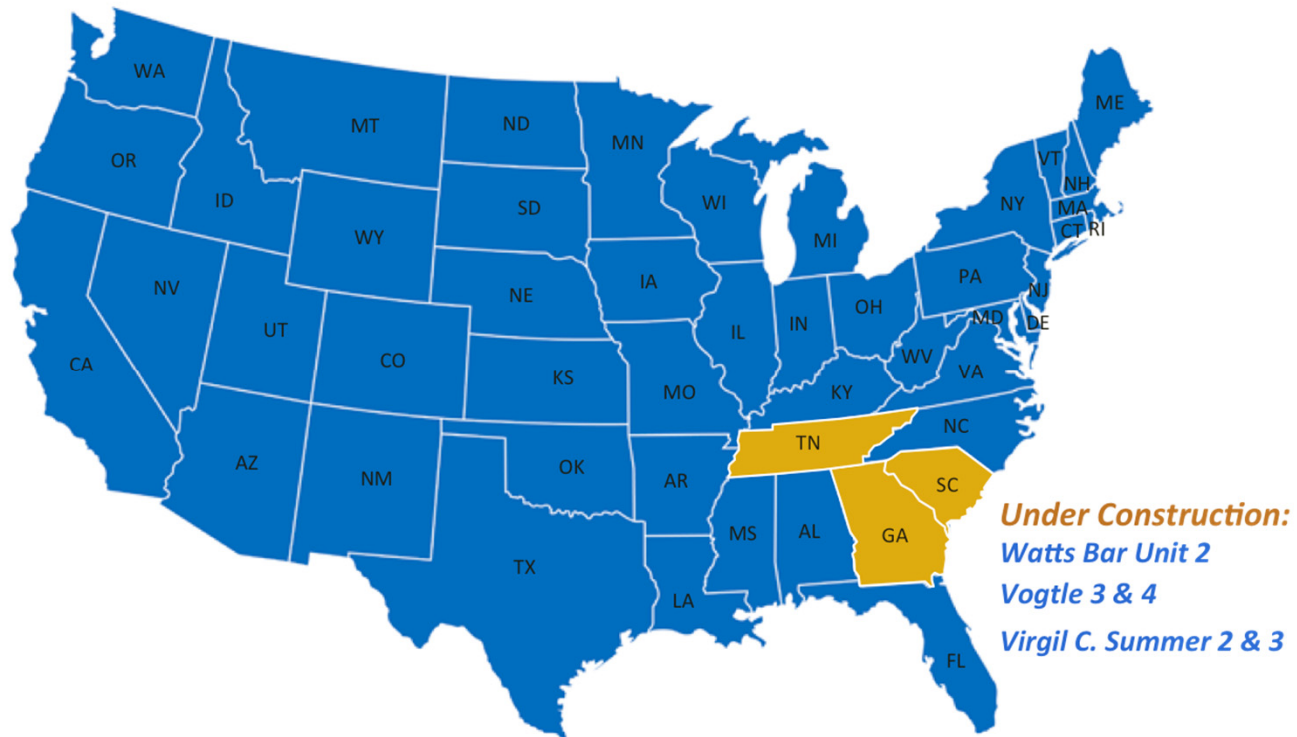 WA
MT
ND
MN
ME
OR
ID
SD
WI
VT
NH
NY
MA
WY
MI
CT RI
NV
NE
IA
PA
NJ
UT
IL
IN
OH
MD
DE
CA
CO
KS
MO
WV
VA
KY
AZ
NM
OK
AR
TN
NC
SC
TX
LA
MS
AL
GA
FL
Under Construction:
Watts Bar Unit 2
Vogtle 3 & 4
Virgil C. Summer 2 & 3